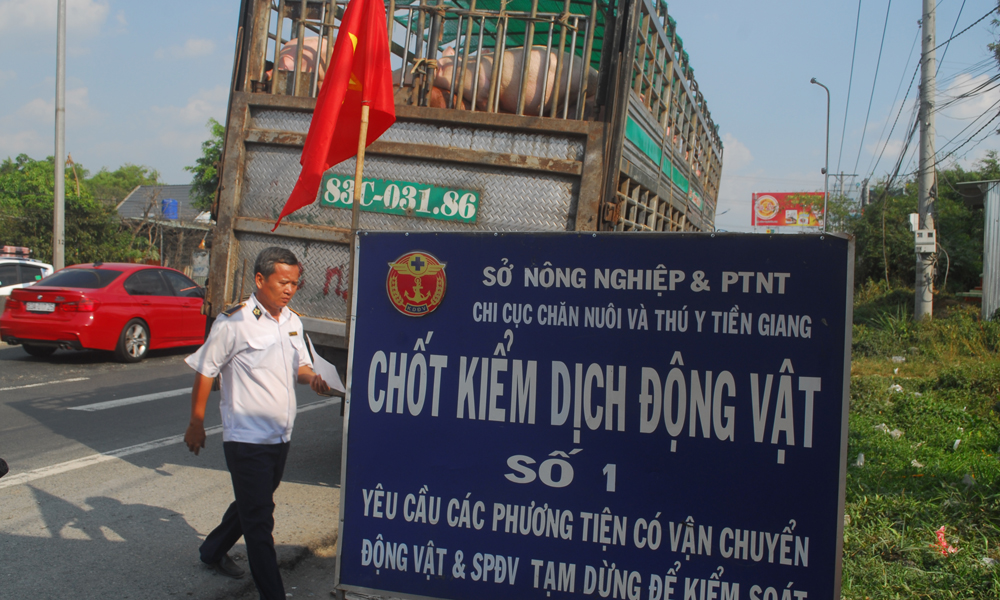 83C-031.86
SỞ NÔNG NGHIỆP & PTNT
CHI CỤC CHĂN NUÔI VÀ THÚ Y TIỀN GIANG
CHỐT KIỂM DỊCH ĐỘNG VẬT
SỐ 1
YÊU CẦU CÁC PHƯƠNG TIỆN CÓ VẬN CHUYỂN
ĐỘNG VẬT & SPĐV TẠM DỪNG ĐỂ KIỂM SOÁT